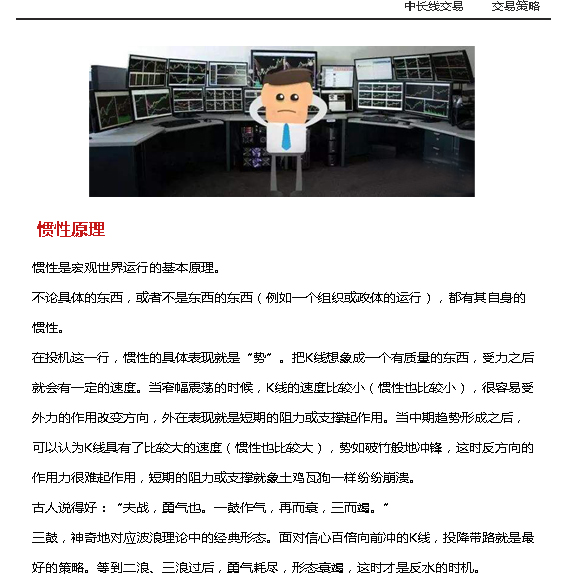 中长线交易 交易策略
惯性原理
惯性是宏观世界运行的基本原理。
不论具体的东西，或者不是东西的东西（例如一个组织或政体的运行），都有其自身的
惯性。
在投机这一行，惯性的具体表现就是“势”。把K线想象成一个有质量的东西，受力之后
就会有一定的速度。当窄幅震荡的时候，K线的速度比较小（惯性也比较小），很容易受
外力的作用改变方向，外在表现就是短期的阻力或支撑起作用。当中期趋势形成之后，
可以认为K线具有了比较大的速度（惯性也比较大），势如破竹般地冲锋，这时反方向的
作用力很难起作用，短期的阻力或支撑就象土鸡瓦狗一样纷纷崩溃。
古人说得好：“夫战，勇气也。一鼓作气，再而衰，三而竭。”
三鼓，神奇地对应波浪理论中的经典形态。面对信心百倍向前冲的K线，投降带路就是最
好的策略。等到二浪、三浪过后，勇气耗尽，形态衰竭，这时才是反水的时机。